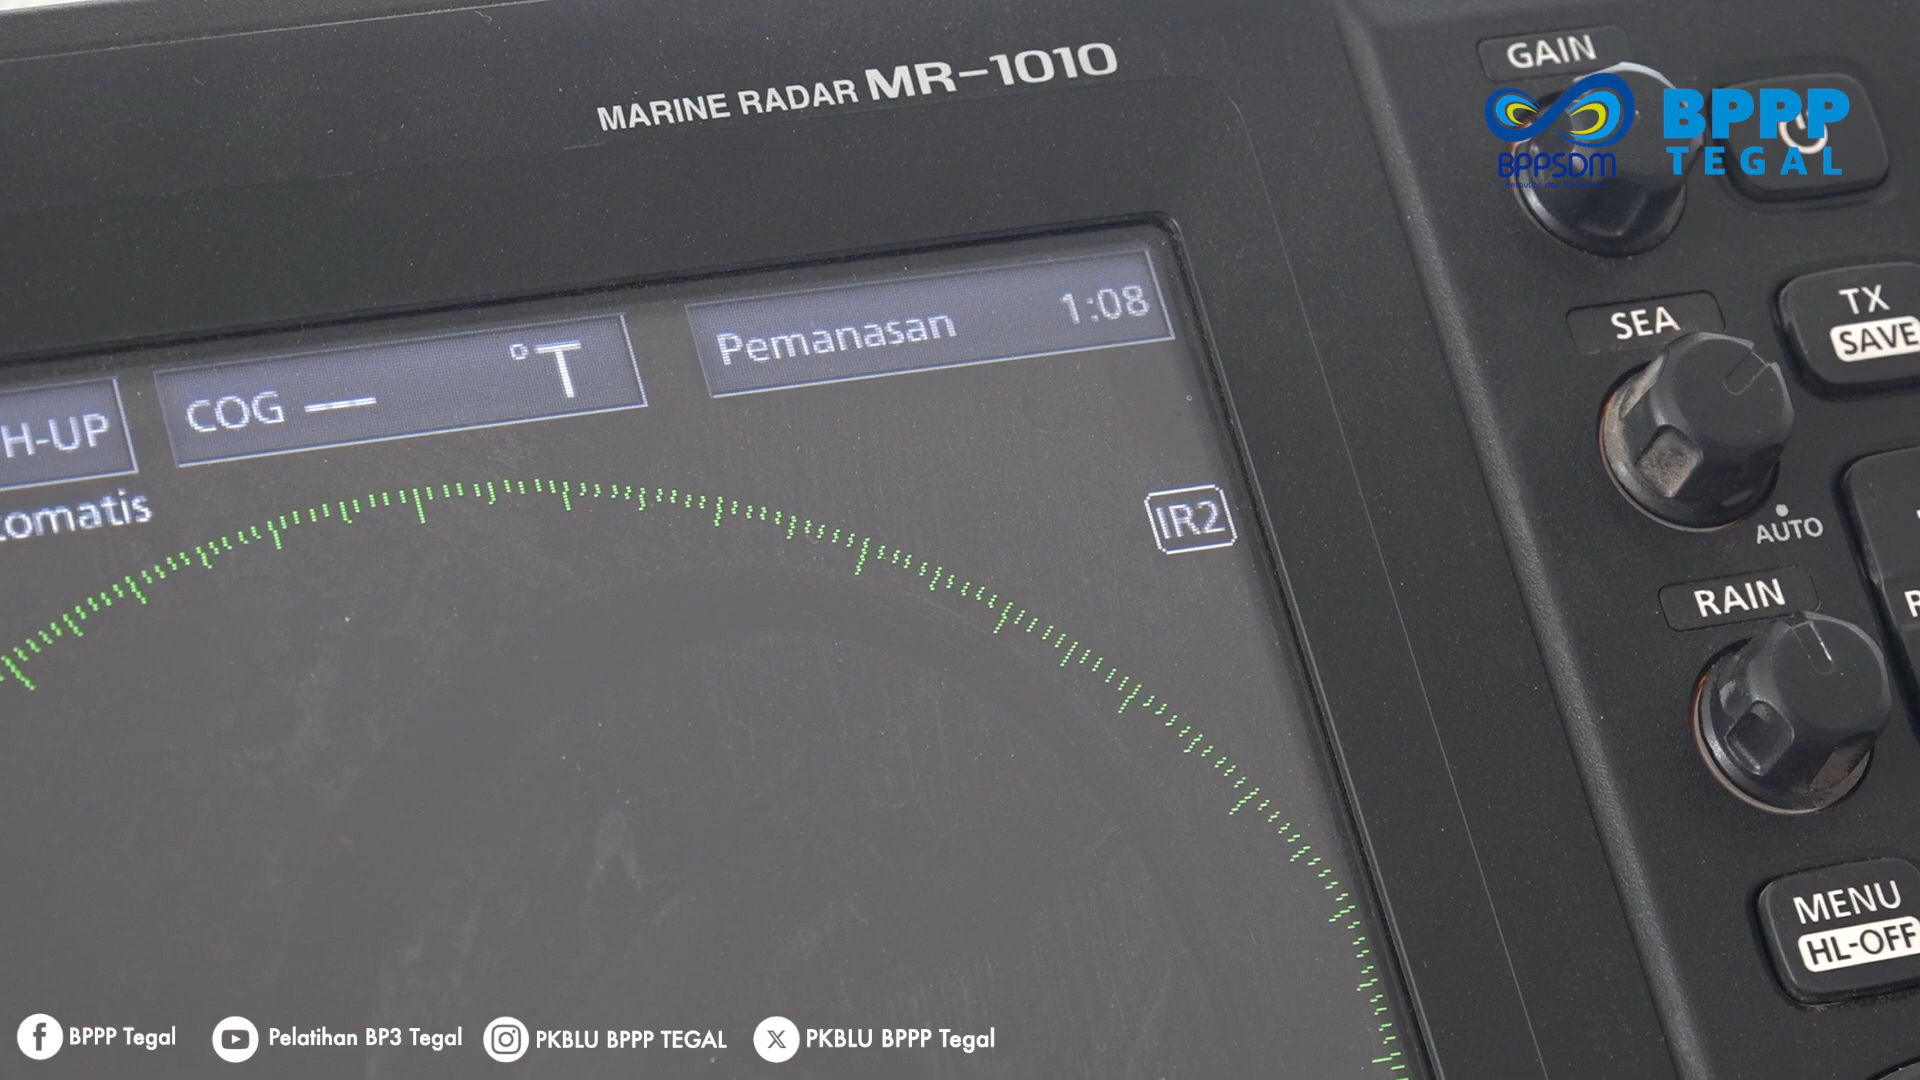 MARINE RADAR MR-1010
GAIN
BPPSDM
BPPP
TEGAL
Pemanasan 1:08
COG — °T
H-UP
tomatis
IR2
SEA
TX
SAVE
AUTO
RAIN
MENU
HL-OFF
BPPP Tegal
Pelatihan BP3 Tegal
PKBLU BPPP TEGAL
PKBLU BPPP Tegal